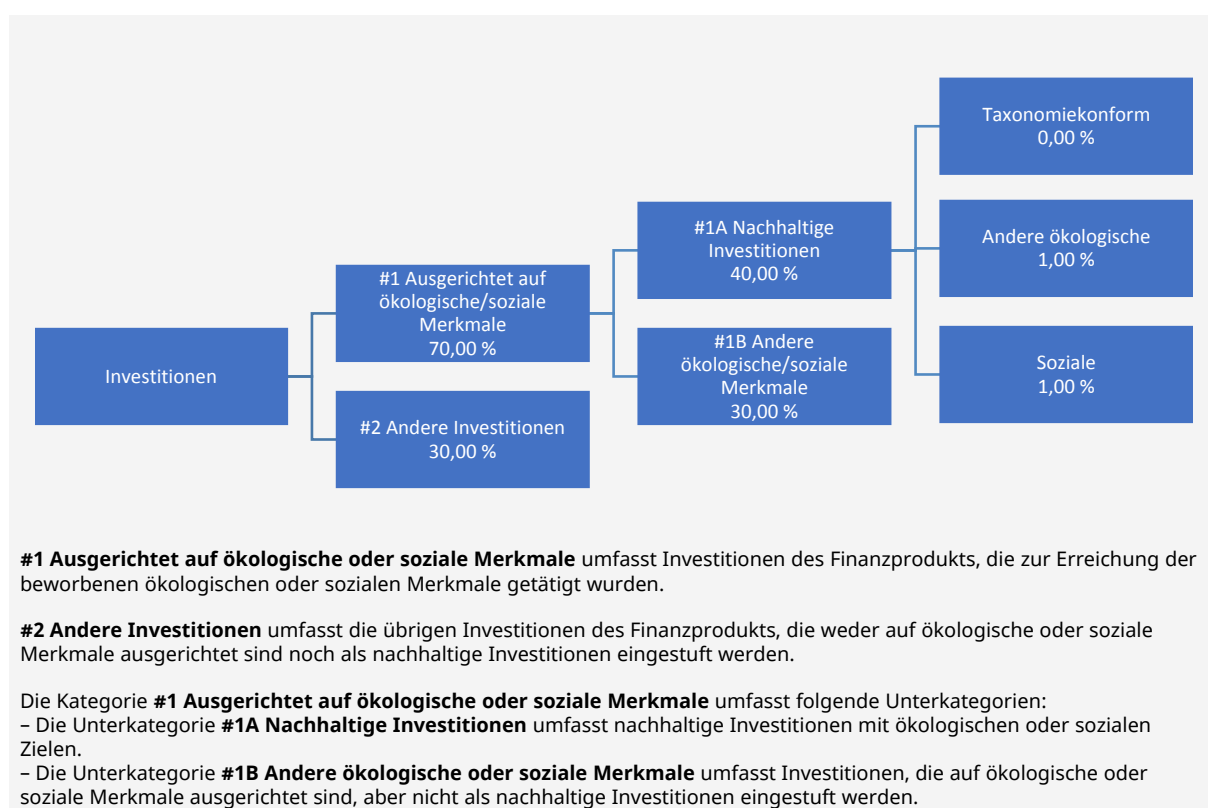 Taxonomiekonform
0,00 %
#1A Nachhaltige
Investitionen
40,00 %
Andere ökologische
1,00 %
#1 Ausgerichtet auf
ökologische/soziale
Merkmale
70,00 %
#1B Andere
ökologische/soziale
Merkmale
30,00 %
Soziale
1,00 %
Investitionen
#2 Andere Investitionen
30,00 %
#1 Ausgerichtet auf ökologische oder soziale Merkmale umfasst Investitionen des Finanzprodukts, die zur Erreichung der
beworbenen ökologischen oder sozialen Merkmale getätigt wurden.
#2 Andere Investitionen umfasst die übrigen Investitionen des Finanzprodukts, die weder auf ökologische oder soziale
Merkmale ausgerichtet sind noch als nachhaltige Investitionen eingestuft werden.
Die Kategorie #1 Ausgerichtet auf ökologische oder soziale Merkmale umfasst folgende Unterkategorien:
– Die Unterkategorie #1A Nachhaltige Investitionen umfasst nachhaltige Investitionen mit ökologischen oder sozialen
Zielen.
– Die Unterkategorie #1B Andere ökologische oder soziale Merkmale umfasst Investitionen, die auf ökologische oder
soziale Merkmale ausgerichtet sind, aber nicht als nachhaltige Investitionen eingestuft werden.